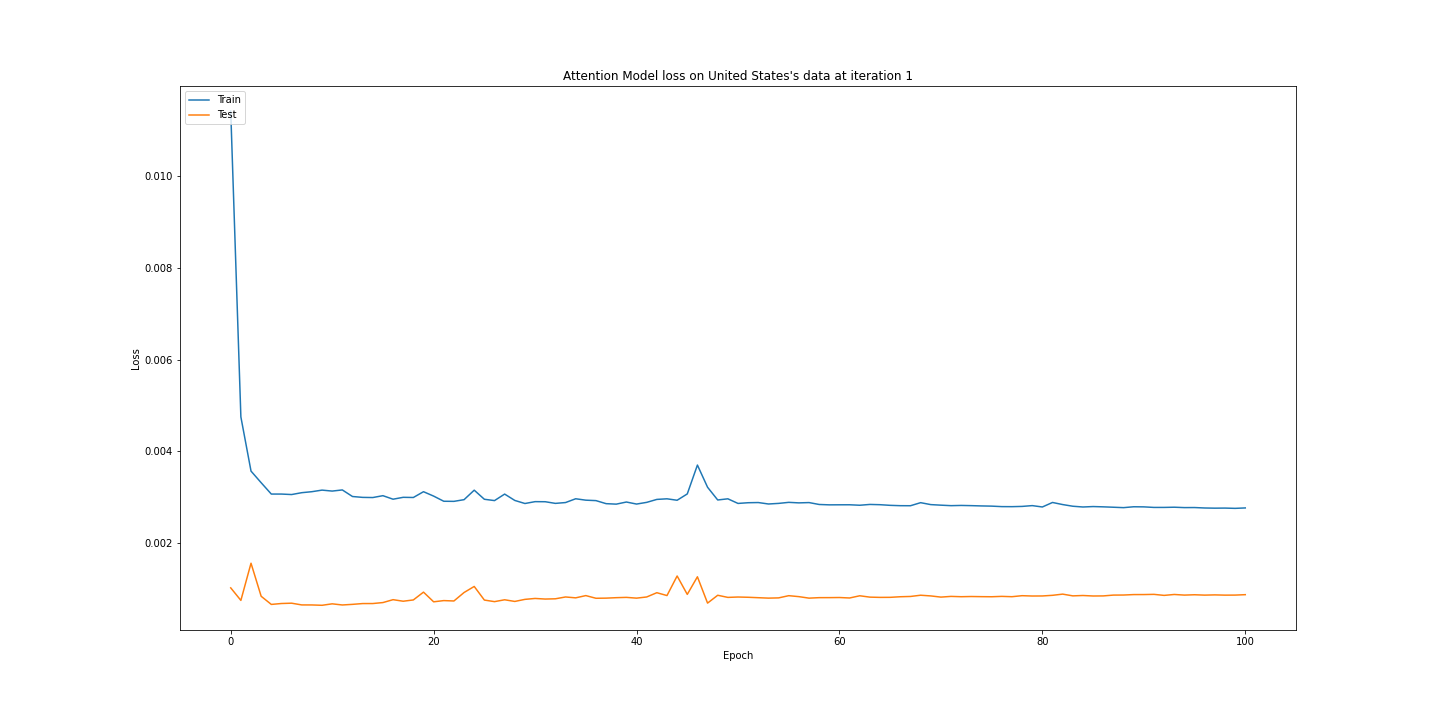 Attention Model loss on United States's data at iteration 1
Train
Test
0.010
0.008
0.006
0.004
0.002
Loss
0 20 40 60 80 100
Epoch